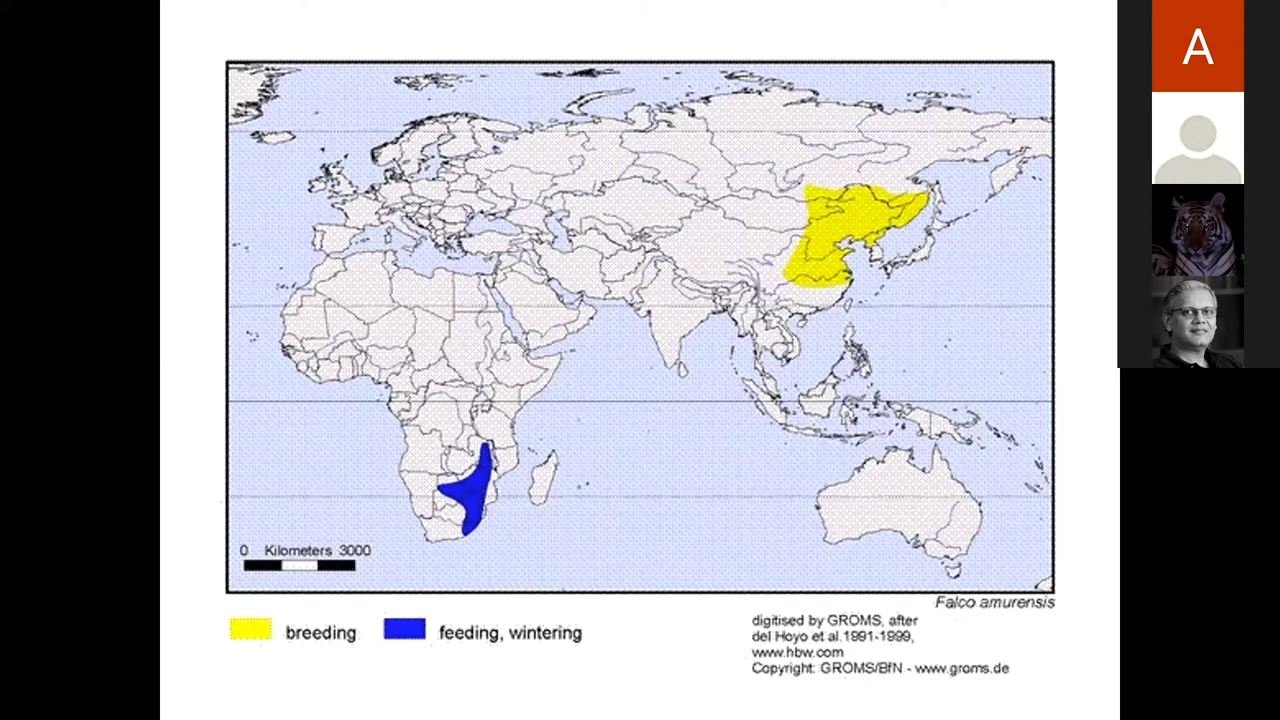 A
0 Kilometers 3000
Falco amurensis
breeding
feeding, wintering
digitised by GROMS, after
del Hoyo et al.1991-1999,
www.hbw.com
Copyright: GROMS/BfN - www.groms.de